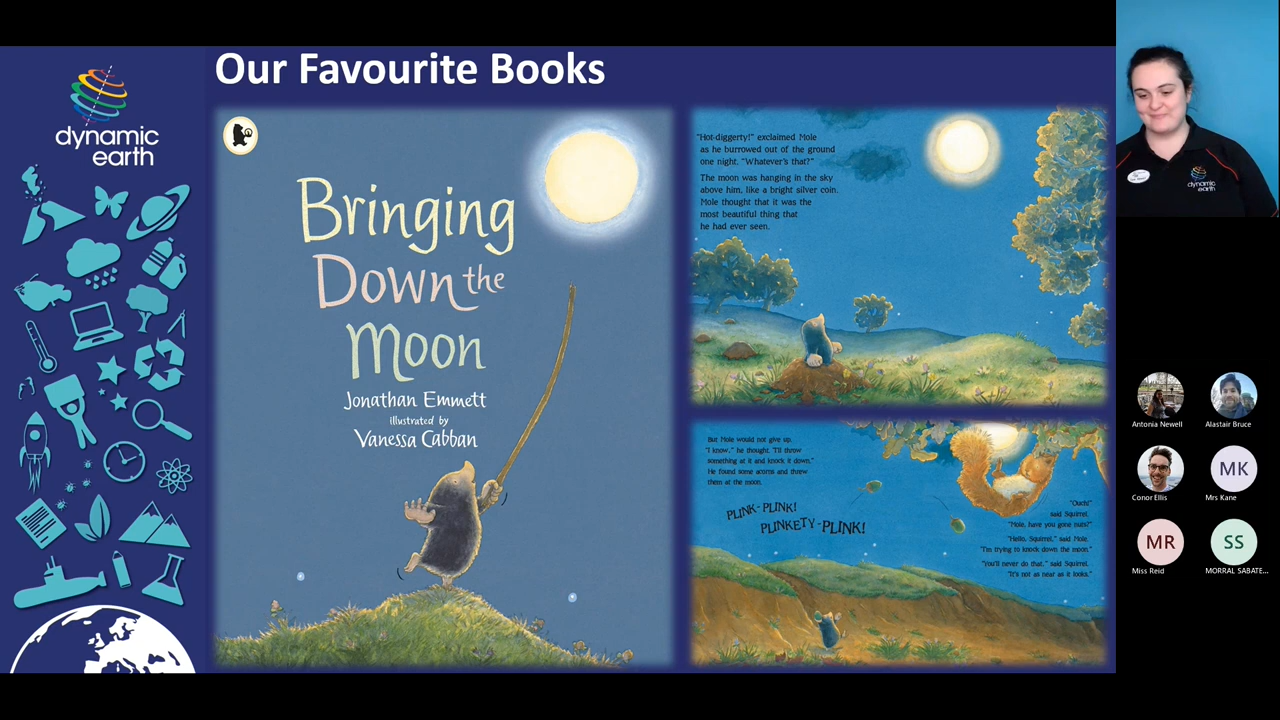 Our Favourite Books
dynamic
earth
Bringing
Down the
Moon
Jonathan Emmett
illustrated by
Vanessa Cabban
"Hot-diggerty!" exclaimed Mole
as he burrowed out of the ground
one night. "Whatever's that?"
The moon was hanging in the sky
above him, like a bright silver coin.
Mole thought that it was the
most beautiful thing that
he had ever seen.
But Mole would not give up.
"I know," he thought. "I'll throw
something at it and knock it down."
He found some acorns and threw
them at the moon.
PLINK-PLINK!
PLINKETY-PLINK!
"Ouch!"
said Squirrel.
"Mole, have you gone nuts?"
"Hello, Squirrel," said Mole.
"I'm trying to knock down the moon."
"You'll never do that," said Squirrel.
"It's not as near as it looks."
dynamic
earth
Antonia Newell
Alastair Bruce
Conor Ellis
MK
Mrs Kane
MR
Miss Reid
SS
MORRAL SABATE...